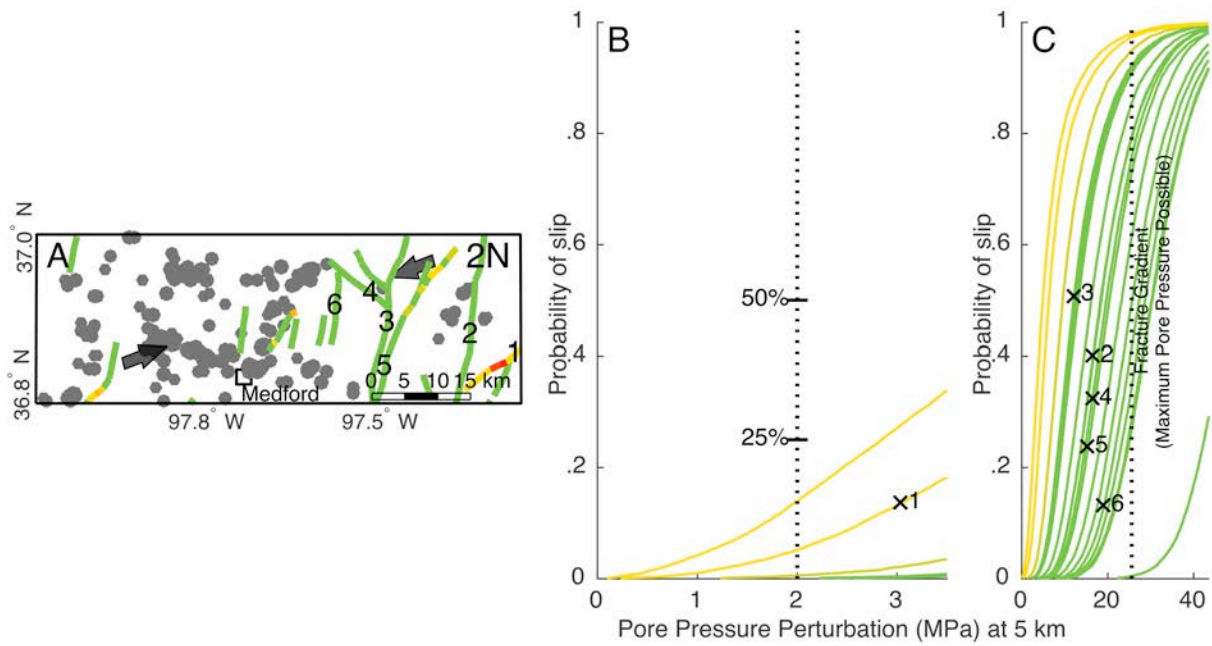 A
2N
37.0° N
36.8° N
6
4
3
2
1
5
0 5 10 15 km
Medford
97.8° W
97.5° W
B
Probability of slip
1
.8
.6
.4
.2
0
50%
25%
1
0 1 2 3
C
Probability of slip
1
.8
.6
.4
.2
0
3
2
4
5
6
Fracture Gradient
(Maximum Pore Pressure Possible)
0 20 40
Pore Pressure Perturbation (MPa) at 5 km